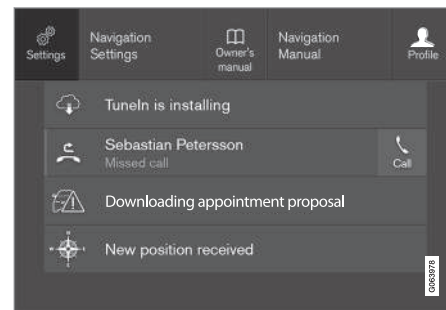 Settings
Navigation
Settings
Owner's
manual
Navigation
Manual
Profile
TuneIn is installing
Sebastian Petersson
Missed call
Call
Downloading appointment proposal
New position received
G063978